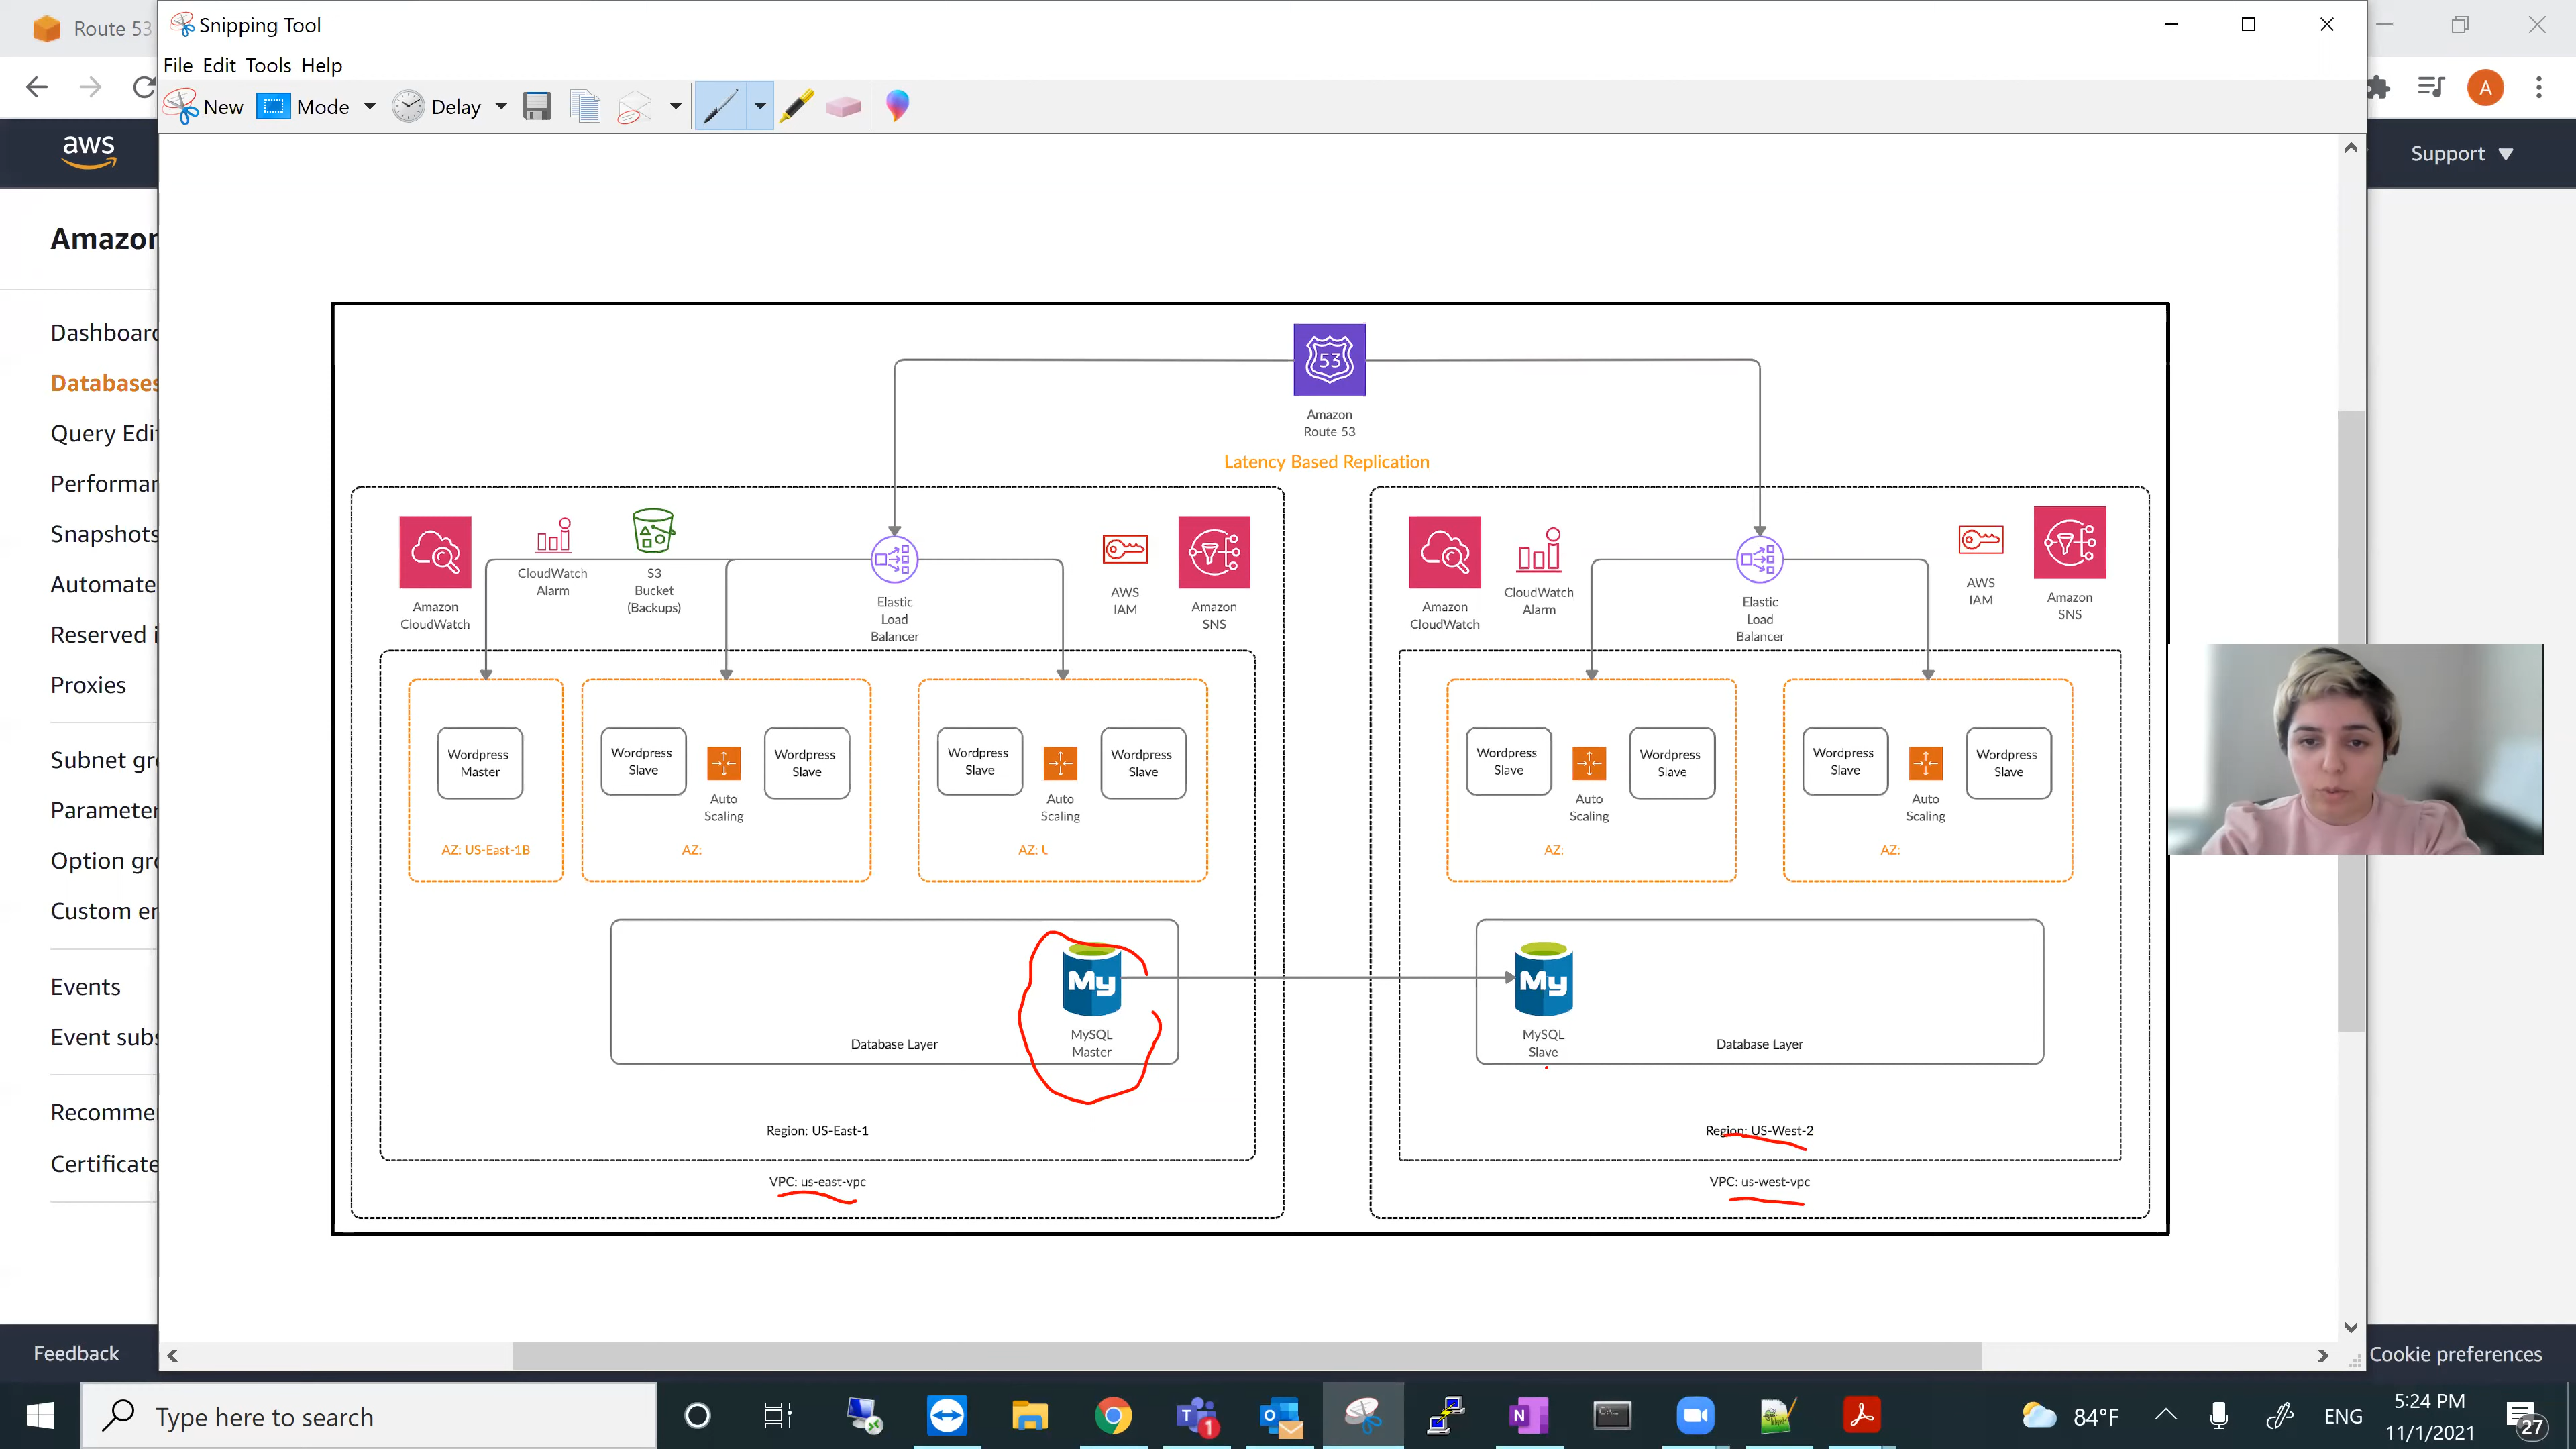 Route 53
Snipping Tool
File Edit Tools Help
New Mode Delay
aws
Support
A
Amazon
Dashboard
Databases
Query Edi
Performan
Snapshots
Automate
Reserved i
Proxies
Subnet gr
Parameter
Option gro
Custom en
Events
Event subs
Recomme
Certificate
Feedback
Cookie preferences
53
Amazon
Route 53
Latency Based Replication
Amazon
CloudWatch
CloudWatch
Alarm
S3
Bucket
(Backups)
Elastic
Load
Balancer
AWS
IAM
Amazon
SNS
Wordpress
Master
AZ: US-East-1B
Wordpress
Slave
Auto
Scaling
Wordpress
Slave
AZ:
Wordpress
Slave
Auto
Scaling
Wordpress
Slave
AZ: U
My
MySQL
Master
Database Layer
Region: US-East-1
VPC: us-east-vpc
Amazon
CloudWatch
CloudWatch
Alarm
Elastic
Load
Balancer
AWS
IAM
Amazon
SNS
Wordpress
Slave
Auto
Scaling
Wordpress
Slave
AZ:
Wordpress
Slave
Auto
Scaling
Wordpress
Slave
AZ:
My
MySQL
Slave
Database Layer
Region: US-West-2
VPC: us-west-vpc
Type here to search
T
1
O
N
84°F
ENG
5:24 PM
11/1/2021
27